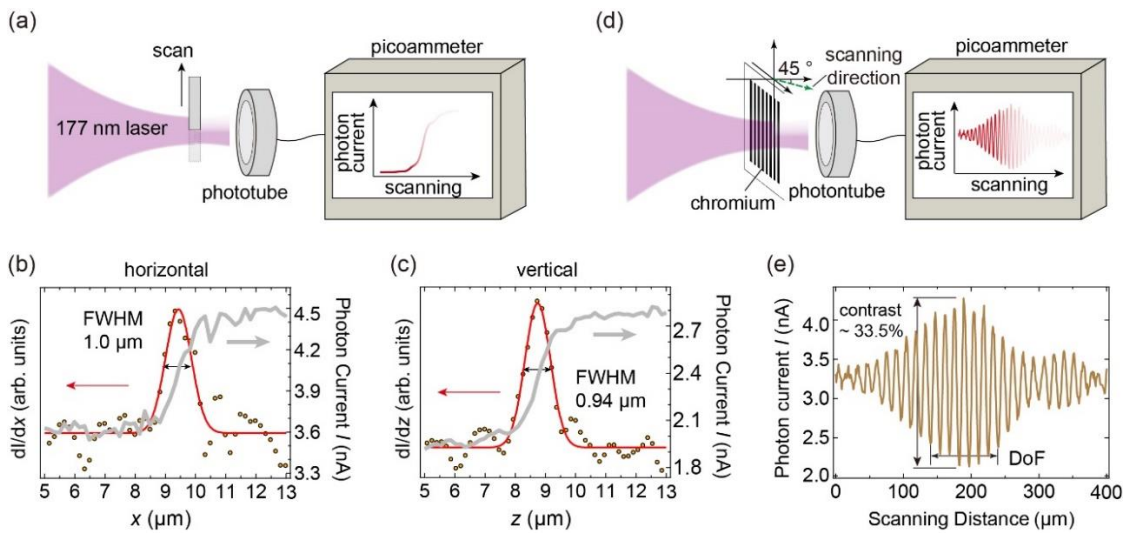 (a)
scan
177 nm laser
phototube
picoammeter
photon
current
scanning
(d)
45 °
scanning
direction
chromium
photontube
picoammeter
photon
current
scanning
(b)
horizontal
FWHM
1.0 μm
dI/dx (arb. units)
4.5
4.2
3.9
3.6
3.3
Photon Current / (nA)
5 6 7 8 9 10 11 12 13
x (μm)
(c)
vertical
FWHM
0.94 μm
dI/dz (arb. units)
2.7
2.4
2.1
1.8
Photon Current / (nA)
5 6 7 8 9 10 11 12 13
z (μm)
(e)
contrast
~ 33.5%
DoF
Photon current / (nA)
4.0
3.5
3.0
2.5
2.0
0 100 200 300 400
Scanning Distance (μm)